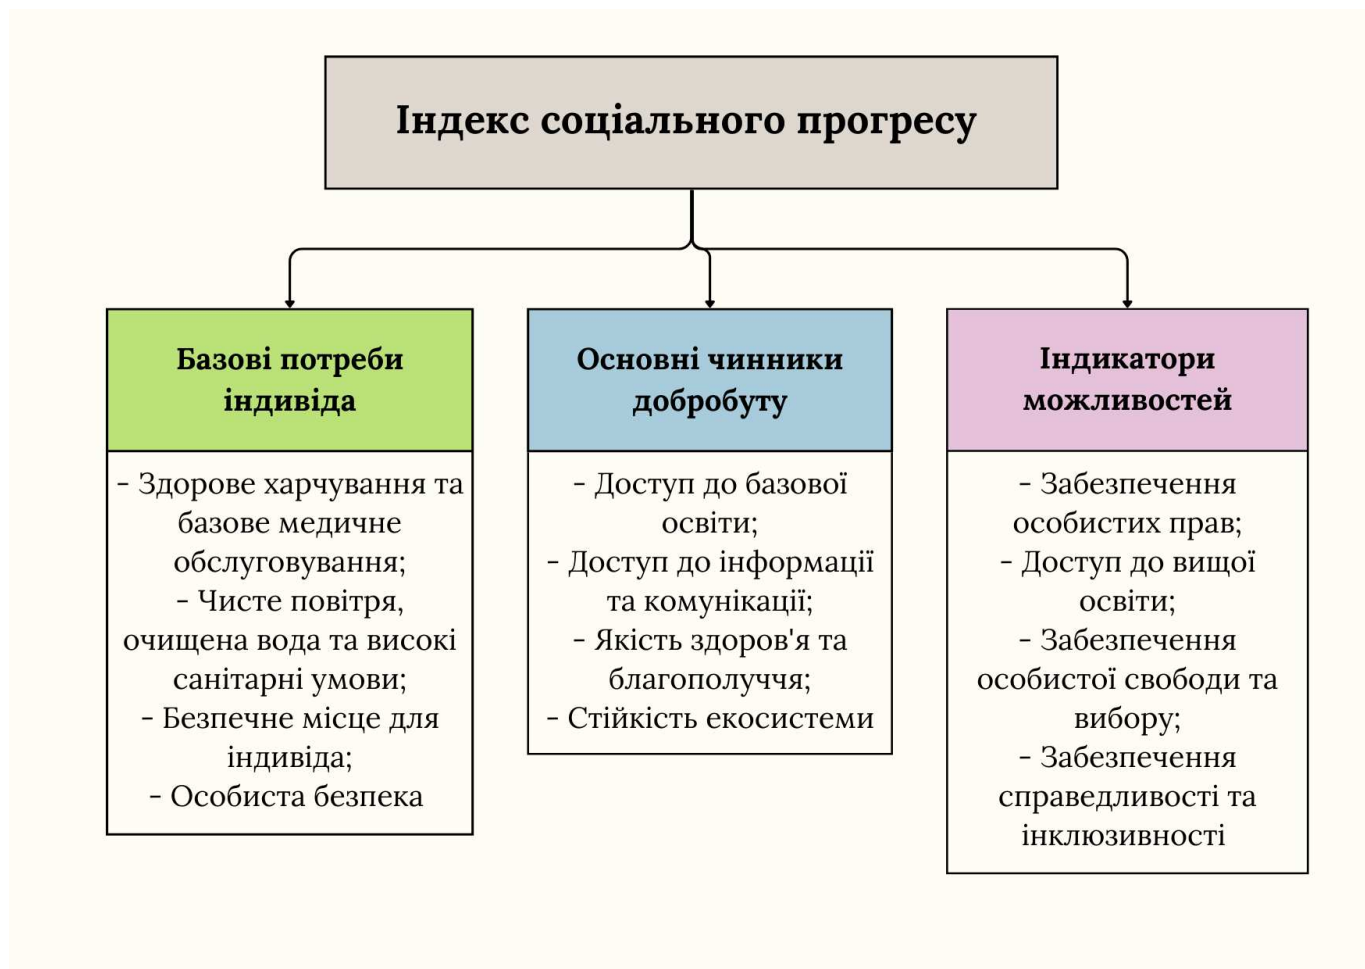 Індекс соціального прогресу
Базові потреби
індивіда
- Здорове харчування та
базове медичне
обслуговування;
- Чисте повітря,
очищена вода та високі
санітарні умови;
- Безпечне місце для
індивіда;
- Особиста безпека
Основні чинники
добробуту
- Доступ до базової
освіти;
- Доступ до інформації
та комунікації;
- Якість здоров'я та
благополуччя;
- Стійкість екосистеми
Індикатори
можливостей
- Забезпечення
особистих прав;
- Доступ до вищої
освіти;
- Забезпечення
особистої свободи та
вибору;
- Забезпечення
справедливості та
інклюзивності